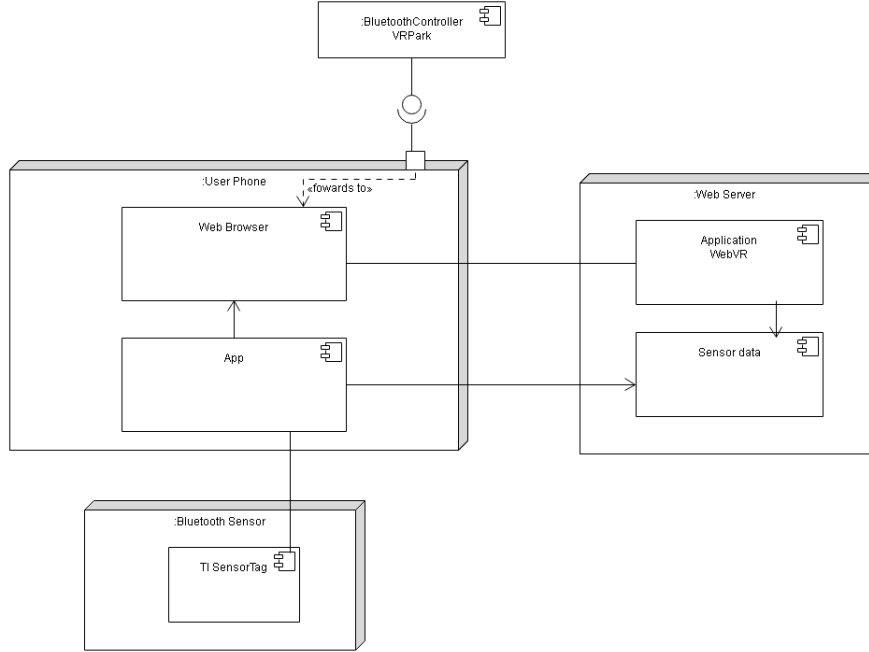 :BluetoothController
VRPark
:User Phone
«fowards to»
Web Browser
:Web Server
Application
WebVR
App
Sensor data
:Bluetooth Sensor
TI SensorTag